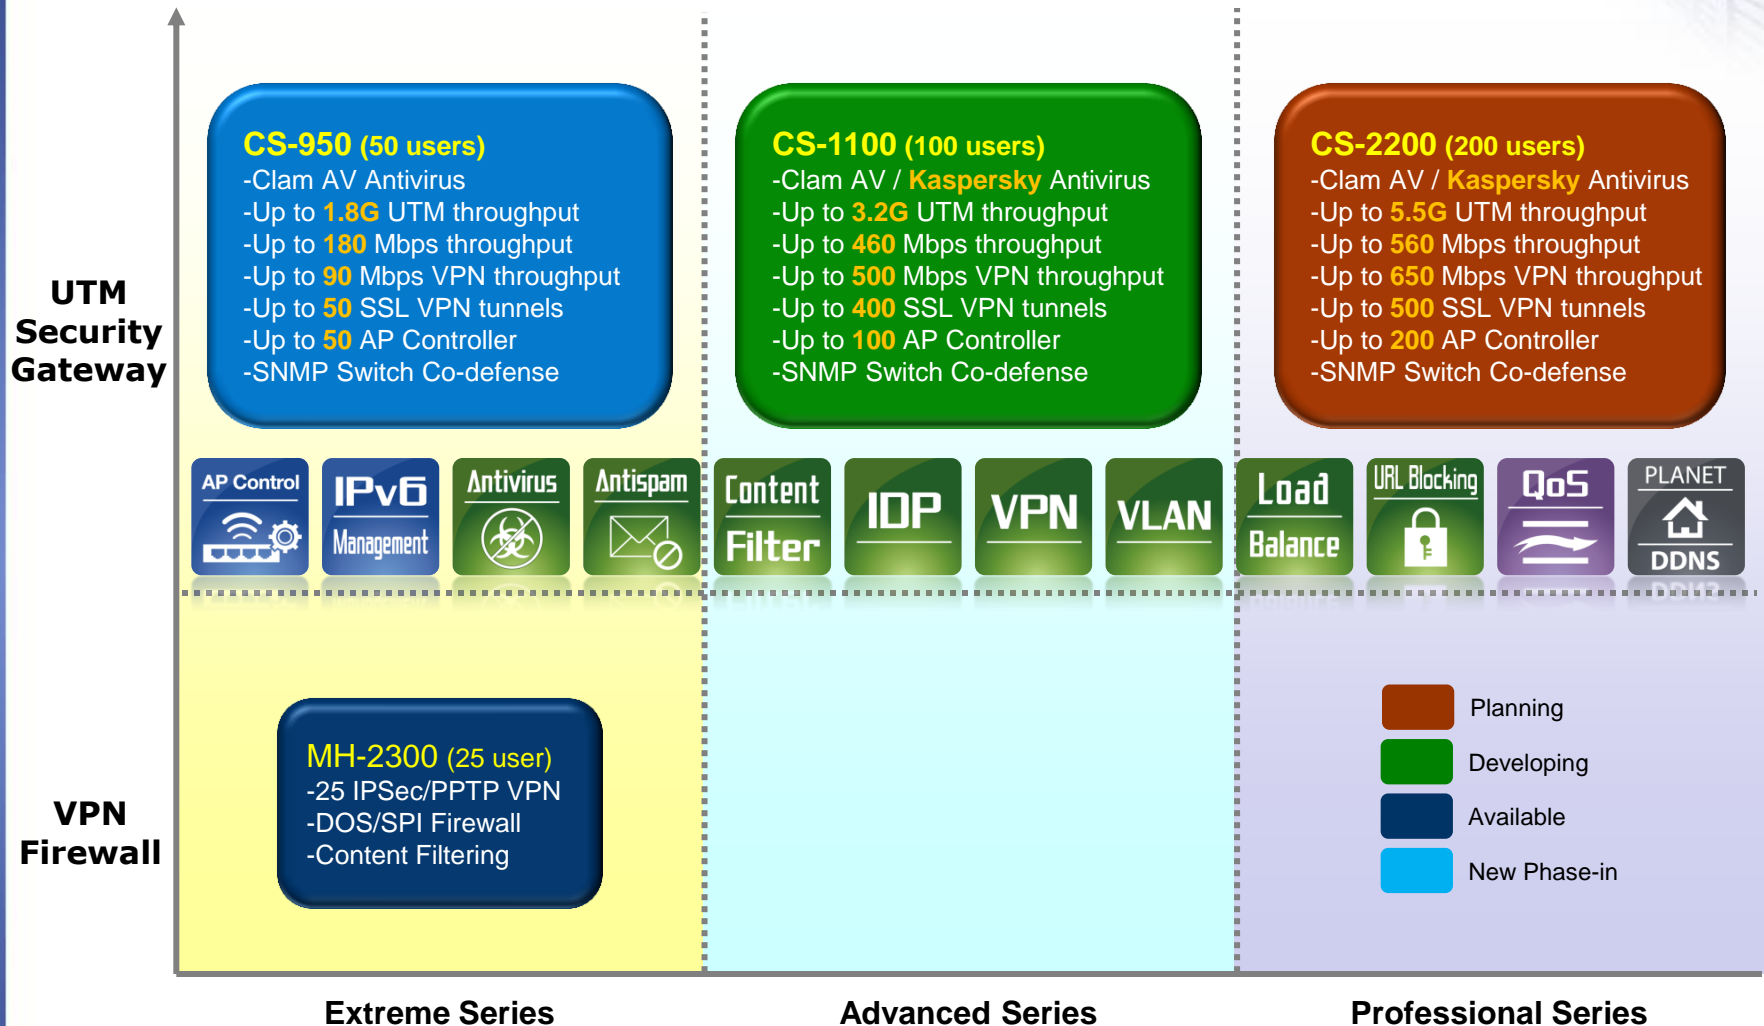 UTM
Security
Gateway
CS-950 (50 users)
-Clam AV Antivirus
-Up to 1.8G UTM throughput
-Up to 180 Mbps throughput
-Up to 90 Mbps VPN throughput
-Up to 50 SSL VPN tunnels
-Up to 50 AP Controller
-SNMP Switch Co-defense
CS-1100 (100 users)
-Clam AV / Kaspersky Antivirus
-Up to 3.2G UTM throughput
-Up to 460 Mbps throughput
-Up to 500 Mbps VPN throughput
-Up to 400 SSL VPN tunnels
-Up to 100 AP Controller
-SNMP Switch Co-defense
CS-2200 (200 users)
-Clam AV / Kaspersky Antivirus
-Up to 5.5G UTM throughput
-Up to 560 Mbps throughput
-Up to 650 Mbps VPN throughput
-Up to 500 SSL VPN tunnels
-Up to 200 AP Controller
-SNMP Switch Co-defense
AP Control
IPv6
Management
Antivirus
Antispam
Content
Filter
IDP
VPN
VLAN
Load
Balance
URL Blocking
QoS
PLANET
DDNS
VPN
Firewall
MH-2300 (25 user)
-25 IPSec/PPTP VPN
-DOS/SPI Firewall
-Content Filtering
Planning
Developing
Available
New Phase-in
Extreme Series
Advanced Series
Professional Series